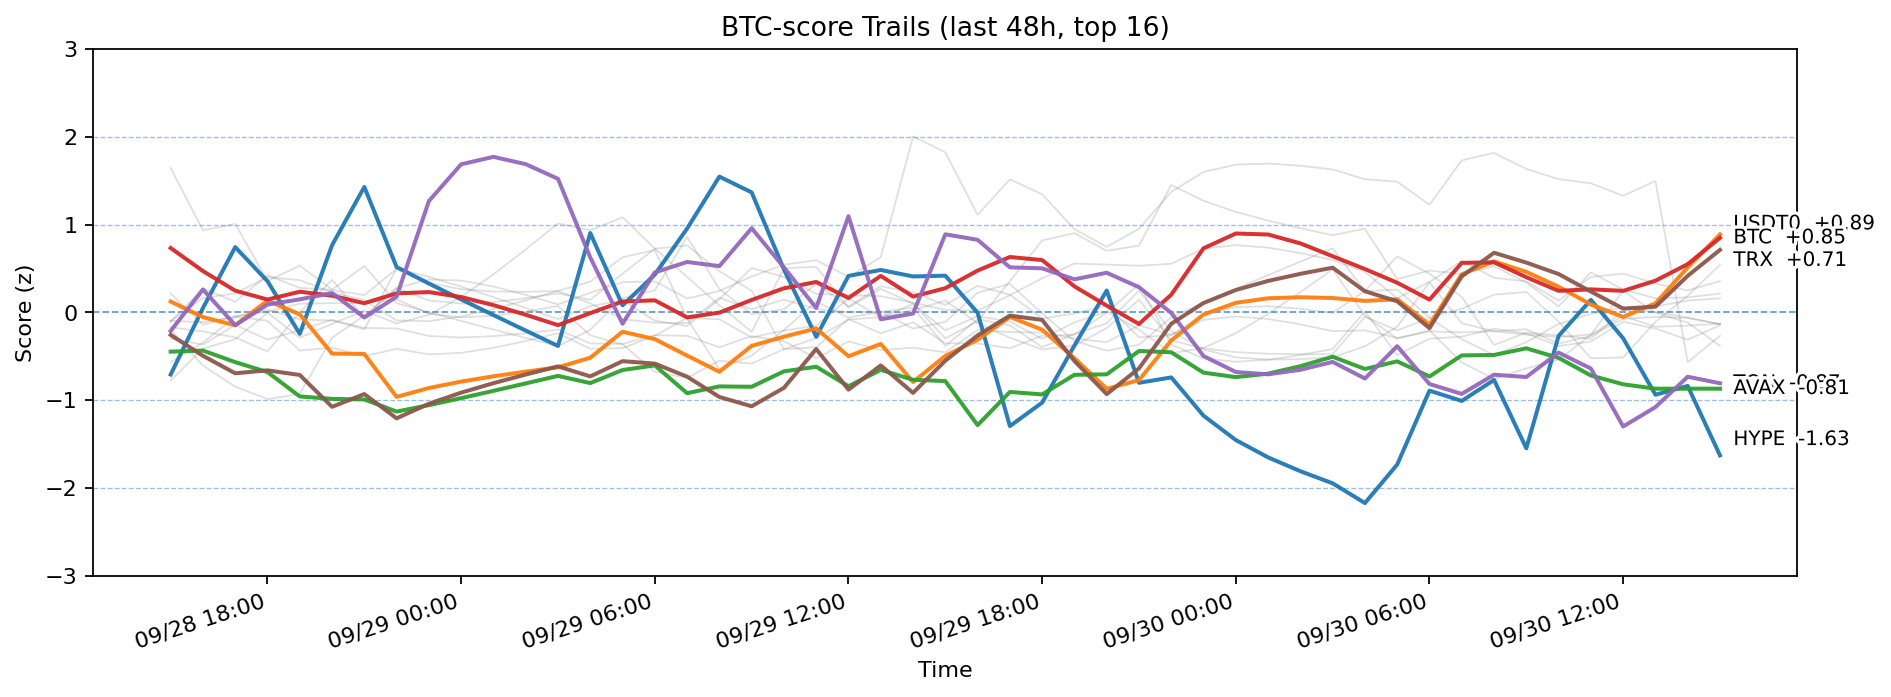 BTC-score Trails (last 48h, top 16)
Score (z)
3
2
1
0
−1
−2
−3
USDT0 +0.89
BTC +0.85
TRX +0.71
AVAX -0.81
HYPE -1.63
09/28 18:00
09/29 00:00
09/29 06:00
09/29 12:00
09/29 18:00
09/30 00:00
09/30 06:00
09/30 12:00
Time